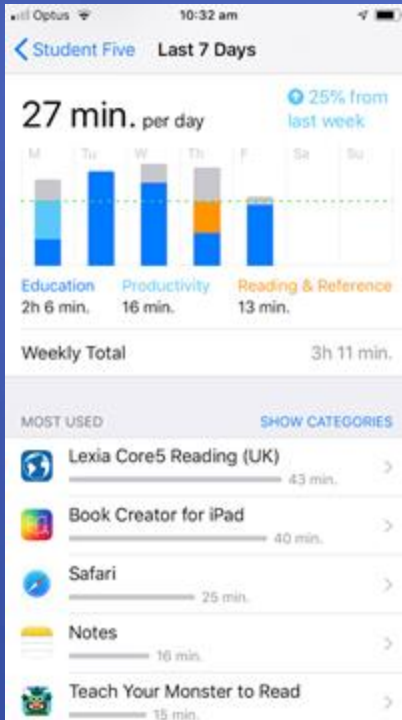 Optus 10:32 am
Student Five Last 7 Days
27 min. per day
25% from
last week
M Tu W Th F Sa Su
Education Productivity Reading & Reference
2h 6 min. 16 min. 13 min.
Weekly Total 3h 11 min.
MOST USED SHOW CATEGORIES
Lexia Core5 Reading (UK)
43 min.
Book Creator for iPad
40 min.
Safari
25 min.
Notes
16 min.
Teach Your Monster to Read
15 min.